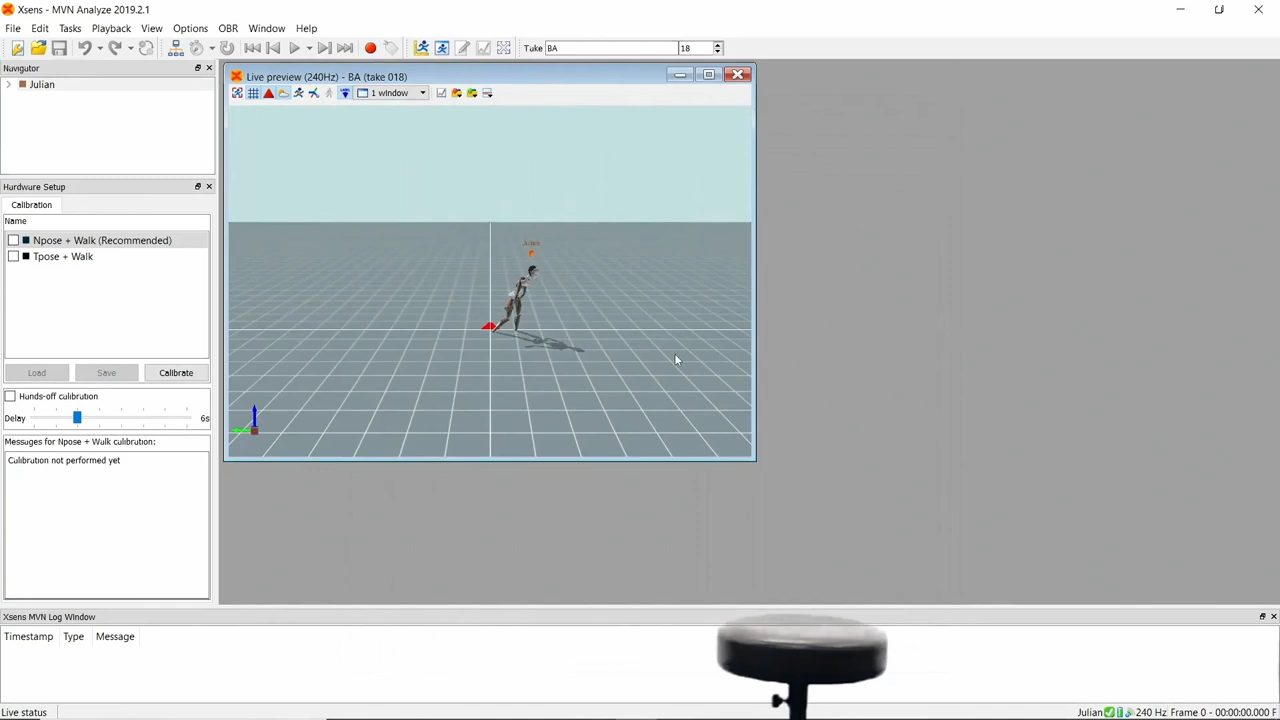 Xsens - MVN Analyze 2019.2.1
File Edit Tasks Playback View Options OBR Window Help
Take BA 18
Navigator
Julian
Hardware Setup
Calibration
Name
Npose + Walk (Recommended)
Tpose + Walk
Load Save Calibrate
Hands-off calibration
Delay 6s
Messages for Npose + Walk calibration:
Calibration not performed yet
Live preview (240Hz) - BA (take 018)
1 window
Julian
Xsens MVN Log Window
Timestamp Type Message
Live status
Julian 240 Hz Frame 0 - 00:00:00.000 F